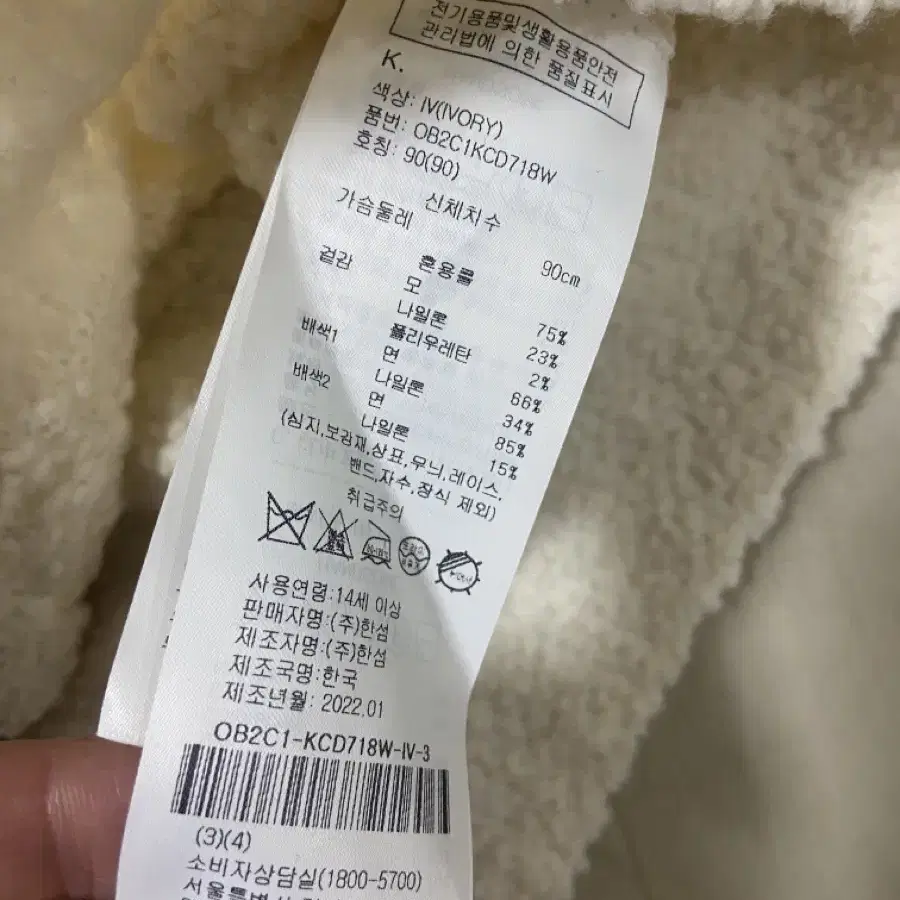 전기용품및생활용품안전
관리법에 의한 품질표시
K.
색상: IV(IVORY)
품번: OB2C1KCD718W
호칭: 90(90)
신체치수
가슴둘레 90cm
혼용률
겉감 모 75%
나일론 23%
폴리우레탄 2%
배색1 면 66%
나일론 34%
배색2 면 85%
나일론 15%
(심지,보강재,상표,무늬,레이스,
밴드,자수,장식 제외)
취급주의
사용연령:14세 이상
판매자명:(주)한섬
제조자명:(주)한섬
제조국명:한국
제조년월: 2022.01
OB2C1-KCD718W-IV-3
(3)(4)
소비자상담실(1800-5700)
서울특별시